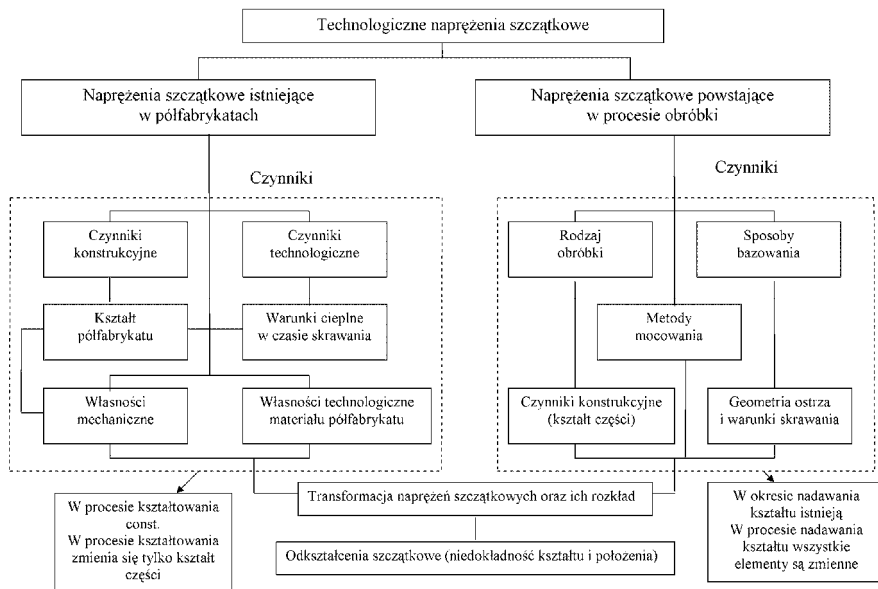 Technologiczne naprężenia szczątkowe
Naprężenia szczątkowe istniejące
w półfabrykatach
Naprężenia szczątkowe powstające
w procesie obróbki
Czynniki
Czynniki
Czynniki
konstrukcyjne
Czynniki
technologiczne
Rodzaj
obróbki
Sposoby
bazowania
Kształt
półfabrykatu
Warunki cieplne
w czasie skrawania
Metody
mocowania
Własności
mechaniczne
Własności technologiczne
materiału półfabrykatu
Czynniki konstrukcyjne
(kształt części)
Geometria ostrza
i warunki skrawania
W procesie kształtowania
const.
W procesie kształtowania
zmienia się tylko kształt
części
Transformacja naprężeń szczątkowych oraz ich rozkład
Odkształcenia szczątkowe (niedokładność kształtu i położenia)
W okresie nadawania
kształtu istnieją
W procesie nadawania
kształtu wszystkie
elementy są zmienne